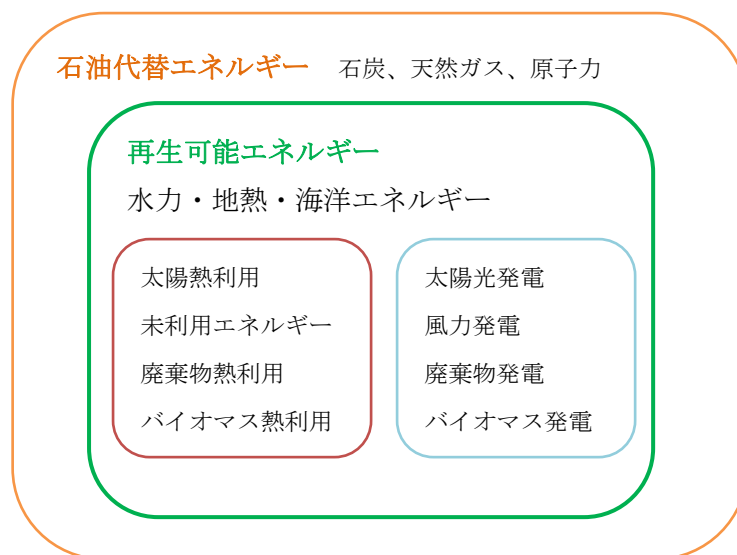 石油代替エネルギー 石炭、天然ガス、原子力
再生可能エネルギー
水力・地熱・海洋エネルギー
太陽熱利用
未利用エネルギー
廃棄物熱利用
バイオマス熱利用
太陽光発電
風力発電
廃棄物発電
バイオマス発電